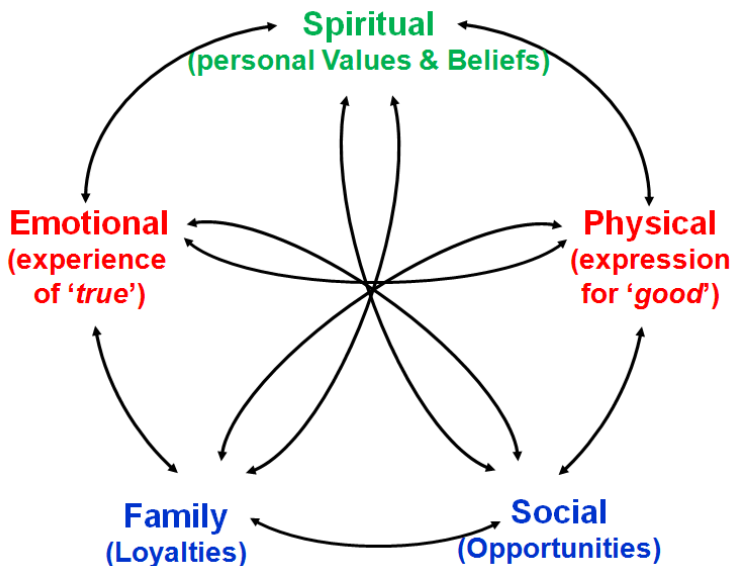 Spiritual
(personal Values & Beliefs)
Emotional
(experience
of ‘true’)
Physical
(expression
for ‘good’)
Family
(Loyalties)
Social
(Opportunities)